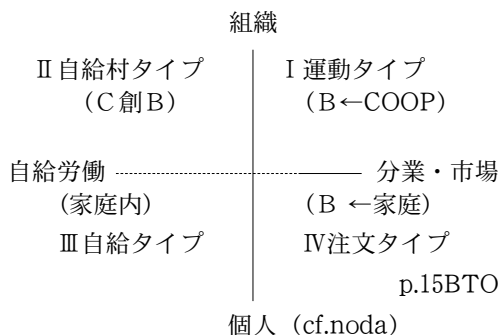 組織
Ⅱ自給村タイプ Ⅰ運動タイプ
(C創B) (B←COOP)
自給労働 分業・市場
(家庭内) (B ←家庭)
Ⅲ自給タイプ Ⅳ注文タイプ
p.15BTO
個人 (cf.noda)